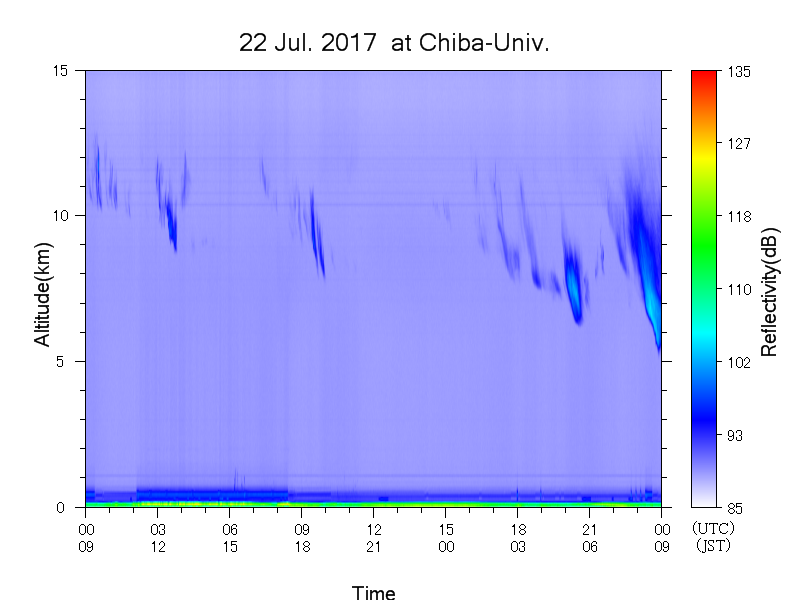 22 Jul. 2017 at Chiba-Univ.
15
10
5
0
Altitude(km)
135
127
118
110
102
93
85
Reflectivity(dB)
00 03 06 09 12 15 18 21 00 (UTC)
09 12 15 18 21 00 03 06 09 (JST)
Time